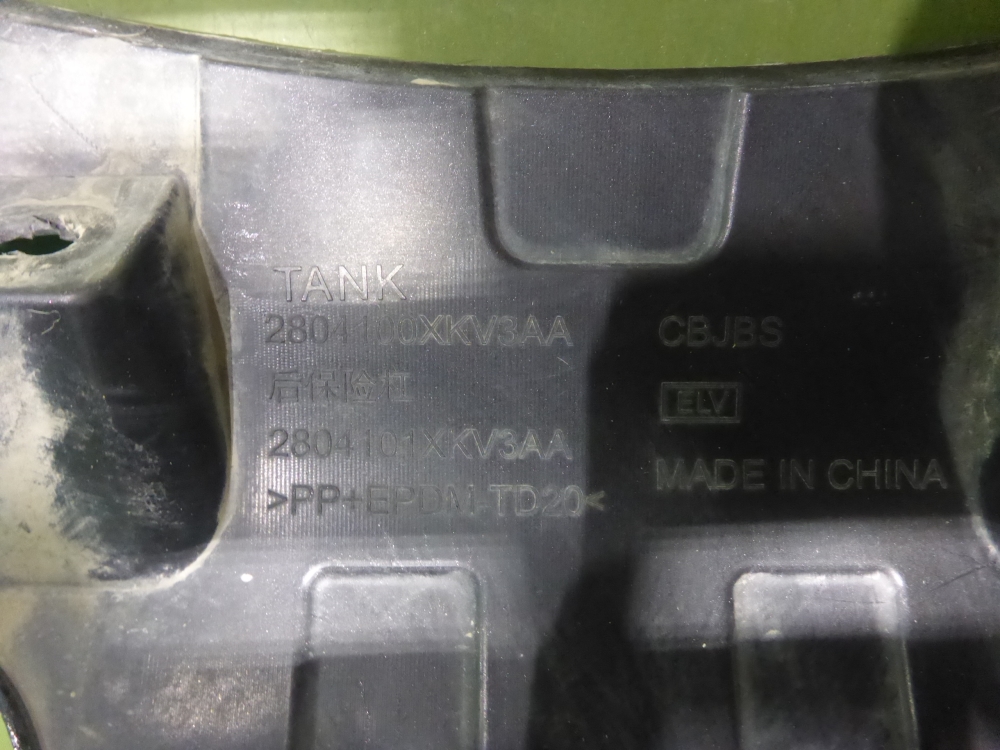 TANK
2804100XKV3AA
后保险杠
2804101XKV3AA
>PP+EPDM-TD20<
CBJBS
ELV
MADE IN CHINA